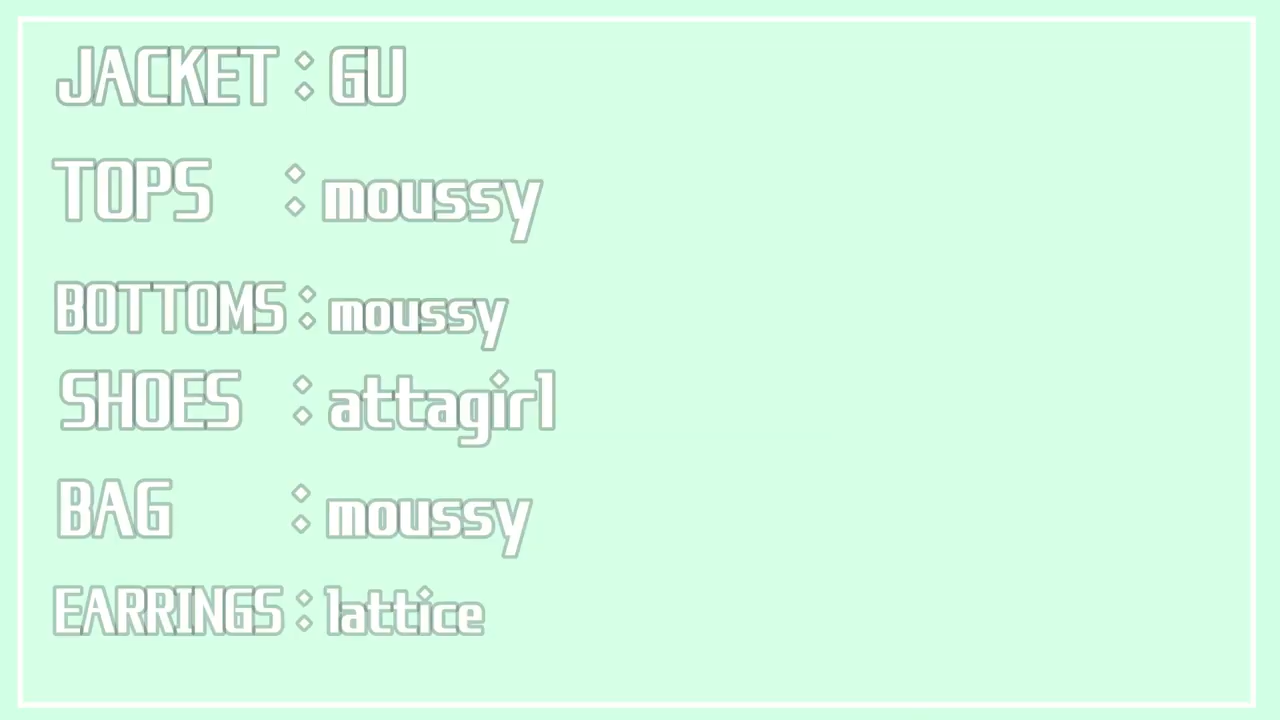 JACKET : GU
TOPS : moussy
BOTTOMS : moussy
SHOES : attagirl
BAG : moussy
EARRINGS : lattice